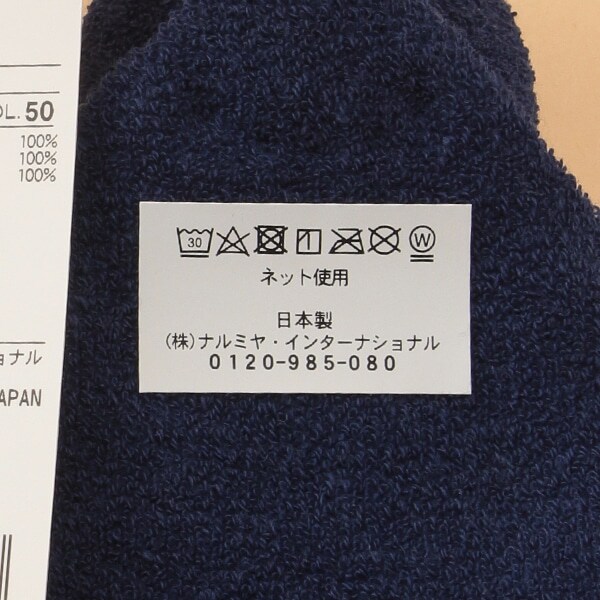 OL. 50
100%
100%
100%
ョナル
APAN
30
W
ネット使用
日本製
(株)ナルミヤ・インターナショナル
0120-985-080